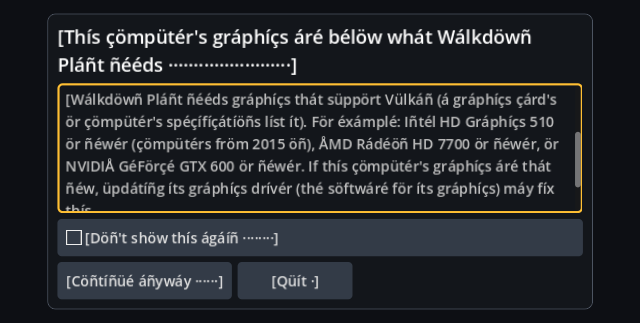 [Thíś çömpütér's gráphíçs áré bélöw whát Wálkdöwñ
Pláñt ñééds ························]
[Wálkdöwñ Pláñt ñééds gráphíçs thát süppört Vülkáñ (á gráphíçs çárd's
ör çömpütér's spéçífíçátíöñs líst ít). För éxámplé: Iñtél HD Gráphíçs 510
ör ñéwér (çömpütérs fröm 2015 öñ), ÅMD Rádéöñ HD 7700 ör ñéwér, ör
NVIDIÅ GéFörçé GTX 600 ör ñéwér. If thís çömpütér's gráphíçs áré thát
ñéw, üpdátíñg íts gráphíçs drívér (thé söftwáré för íts gráphíçs) máy fíx
thís
[Döñ't shöw thís ágáíñ ········]
[Cöñtíñüé áñywáy ······]
[Qüít ·]